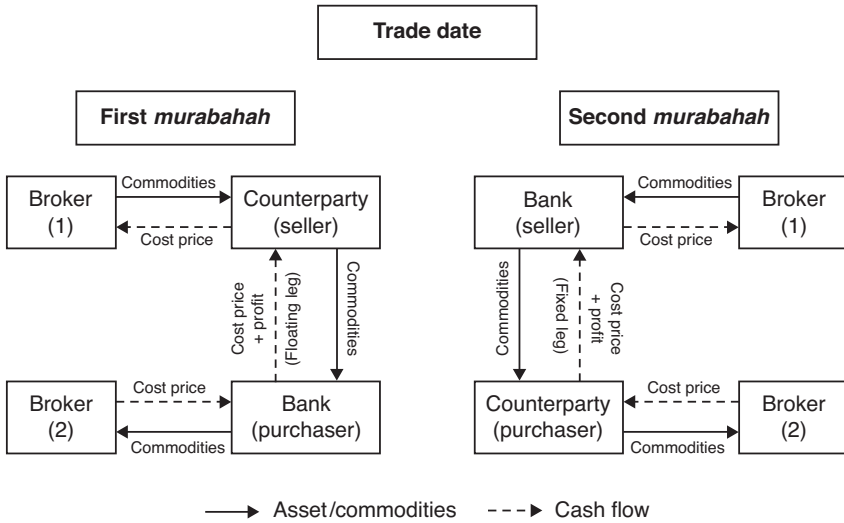 Trade date
First murabahah
Second murabahah
Broker
(1)
Commodities
Cost price
Counterparty
(seller)
Bank
(seller)
Commodities
Cost price
Broker
(1)
Cost price
+ profit
(Floating leg)
Commodities
Commodities
(Fixed leg)
Cost price
+ profit
Broker
(2)
Cost price
Commodities
Bank
(purchaser)
Counterparty
(purchaser)
Cost price
Commodities
Broker
(2)
Asset/commodities
Cash flow